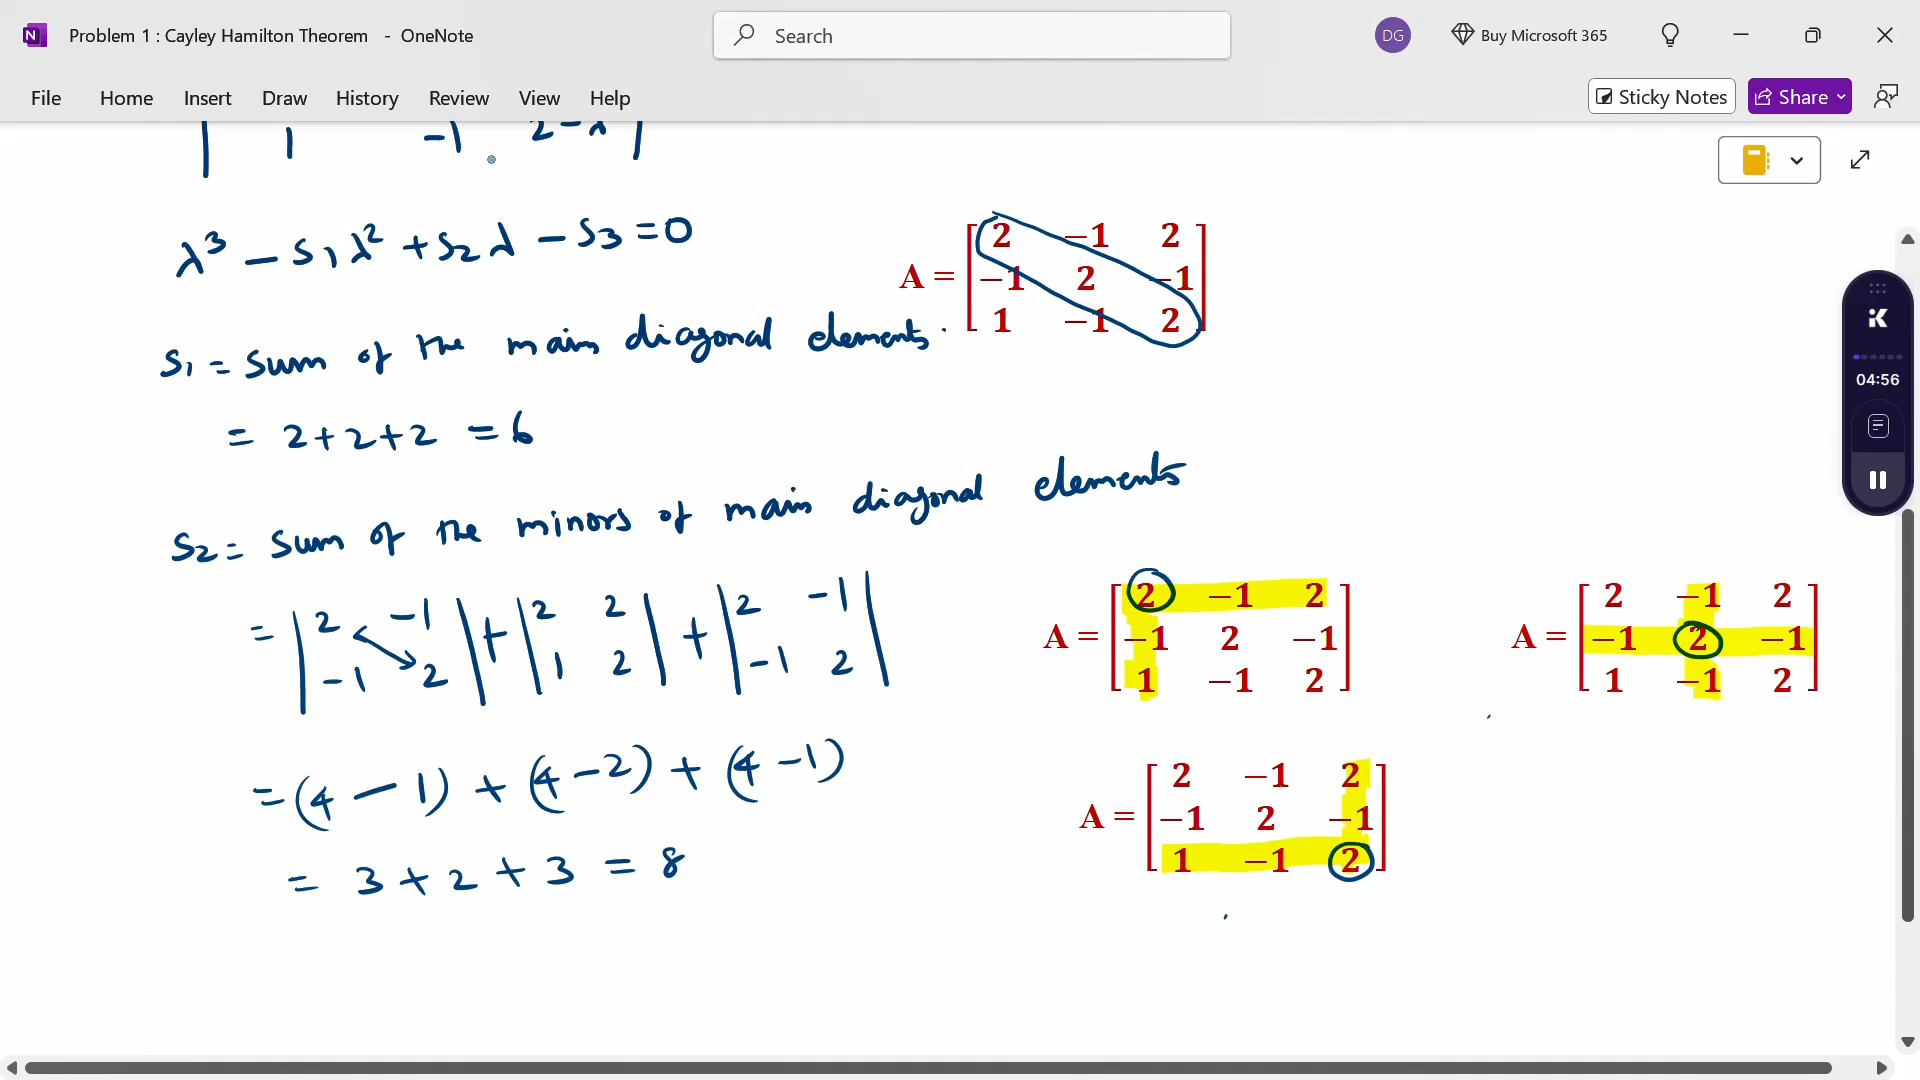 Problem 1 : Cayley Hamilton Theorem - OneNote
Search
DG
Buy Microsoft 365
File Home Insert Draw History Review View Help
Sticky Notes
Share
| 1 -1 2-λ |
λ³ - S1λ² + S2λ - S3 = 0
A = [2 −1 2
−1 2 −1
1 −1 2]
S1 = Sum of the main diagonal elements.
= 2+2+2 = 6
S2 = Sum of the minors of main diagonal elements
= |2 -1| + |2 2| + |2 -1|
|-1 2| |1 2| |-1 2|
= (4 - 1) + (4 - 2) + (4 - 1)
= 3 + 2 + 3 = 8
A = [2 −1 2
−1 2 −1
1 −1 2]
A = [2 −1 2
−1 2 −1
1 −1 2]
A = [2 −1 2
−1 2 −1
1 −1 2]
04:56